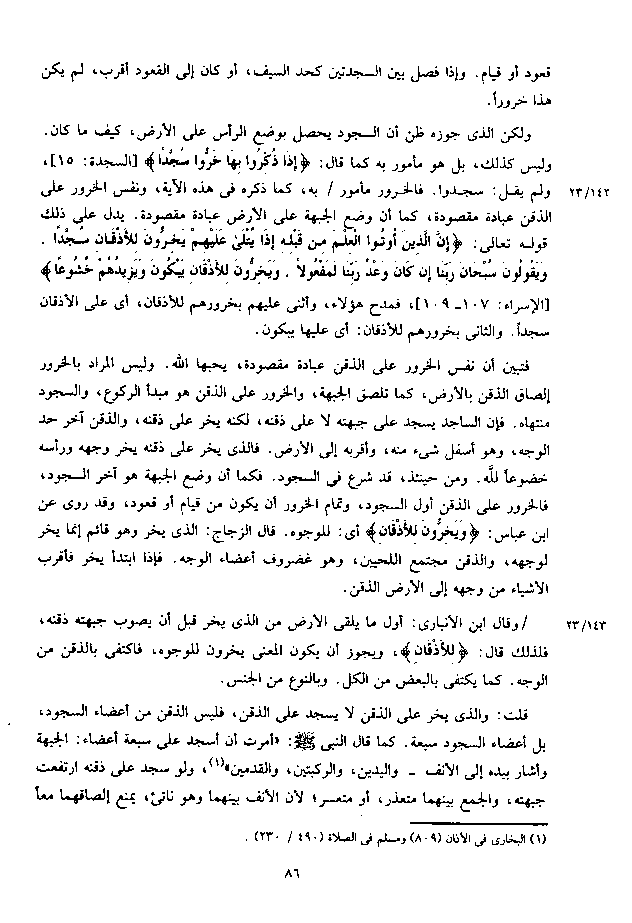 قعود أو قيام. وإذا فصل بين السجدتين كحد السيف، أو كان إلى القعود أقرب، لم يكن
هذا خروراً.
ولكن الذى جوزه ظن أن السجود يحصل بوضع الرأس على الأرض، كيف ما كان.
وليس كذلك، بل هو مأمور به كما قال: ﴿إِذَا ذُكِّرُوا بِهَا خَرُّوا سُجَّدًا﴾ [السجدة: ١٥]،
٢٣/١٤٢ ولم يقل: سجدوا. فالخرور مأمور / به، كما ذكره فى هذه الآية، ونفس الخرور على
الذقن عبادة مقصودة، كما أن وضع الجبهة على الأرض عبادة مقصودة. يدل على ذلك
قوله تعالى: ﴿إِنَّ الَّذِينَ أُوتُوا الْعِلْمَ مِن قَبْلِهِ إِذَا يُتْلَىٰ عَلَيْهِمْ يَخِرُّونَ لِلأَذْقَانِ سُجَّدًا .
وَيَقُولُونَ سُبْحَانَ رَبِّنَا إِن كَانَ وَعْدُ رَبِّنَا لَمَفْعُولاً . وَيَخِرُّونَ لِلأَذْقَانِ يَبْكُونَ وَيَزِيدُهُمْ خُشُوعًا﴾
[الإسراء: ١٠٧ـ ١٠٩]، فمدح هؤلاء، وأثنى عليهم بخرورهم للأذقان، أى على الأذقان
سجداً. والثانى بخرورهم للأذقان: أى عليها يبكون.
فتبين أن نفس الخرور على الذقن عبادة مقصودة، يحبها الله. وليس المراد بالخرور
إلصاق الذقن بالأرض، كما تلصق الجبهة، والخرور على الذقن هو مبدأ الركوع، والسجود
منتهاه. فإن الساجد يسجد على جبهته لا على ذقنه، لكنه يخر على ذقنه، والذقن آخر حد
الوجه، وهو أسفل شىء منه، وأقربه إلى الأرض. فالذى يخر على ذقنه يخر وجهه ورأسه
خضوعاً لله. ومن حينئذ، قد شرع فى السجود. فكما أن وضع الجبهة هو آخر السجود،
فالخرور على الذقن أول السجود، وتمام الخرور أن يكون من قيام أو قعود، وقد روى عن
ابن عباس: ﴿وَيَخِرُّونَ لِلأَذْقَانِ﴾ أى: للوجوه. قال الزجاج: الذى يخر وهو قائم إنما يخر
لوجهه، والذقن مجتمع اللحيين، وهو غضروف أعضاء الوجه. فإذا ابتدأ يخر فأقرب
الأشياء من وجهه إلى الأرض الذقن.
٢٣/١٤٣ / وقال ابن الأنبارى: أول ما يلقى الأرض من الذى يخر قبل أن يصوب جبهته ذقنه،
فلذلك قال: ﴿لِلأَذْقَانِ﴾، ويجوز أن يكون المعنى يخرون للوجوه، فاكتفى بالذقن من
الوجه. كما يكتفى بالبعض من الكل. وبالنوع من الجنس.
قلت: والذى يخر على الذقن لا يسجد على الذقن، فليس الذقن من أعضاء السجود،
بل أعضاء السجود سبعة. كما قال النبى ﷺ: «أمرت أن أسجد على سبعة أعضاء: الجبهة
وأشار بيده إلى الأنف ـ واليدين، والركبتين، والقدمين»(١)، ولو سجد على ذقنه ارتفعت
جبهته، والجمع بينهما متعذر، أو متعسر؛ لأن الأنف بينهما وهو ناتئ، يمنع إلصاقهما معاً
(١) البخارى فى الأذان (٨٠٩) ومسلم فى الصلاة (٤٩٠ / ٢٣٠) .
٨٦